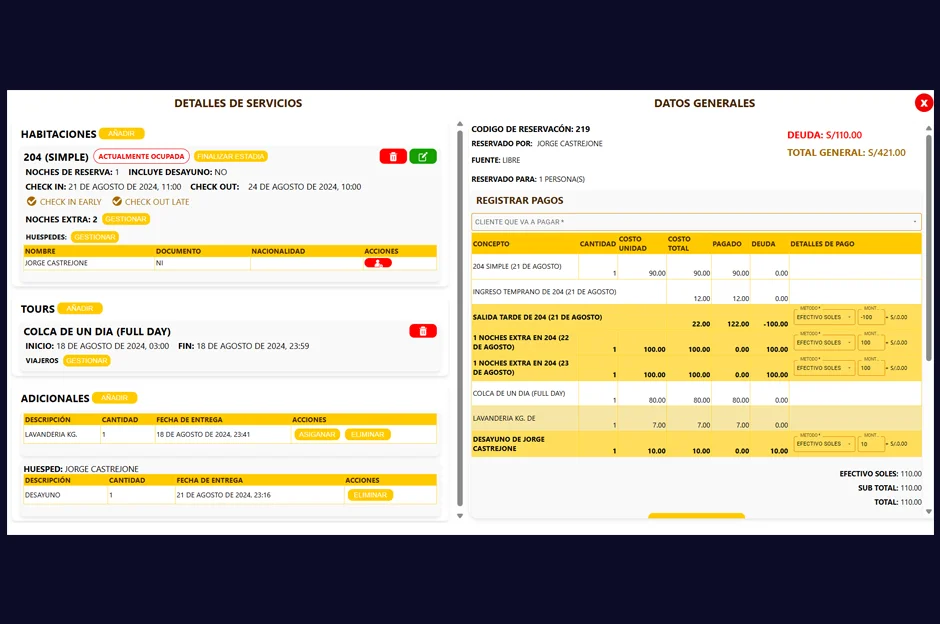 DETALLES DE SERVICIOS
HABITACIONES AÑADIR
204 (SIMPLE) ACTUALMENTE OCUPADA FINALIZAR ESTADIA
NOCHES DE RESERVA: 1 INCLUYE DESAYUNO: NO
CHECK IN: 21 DE AGOSTO DE 2024, 11:00 CHECK OUT: 24 DE AGOSTO DE 2024, 10:00
CHECK IN EARLY CHECK OUT LATE
NOCHES EXTRA: 2 GESTIONAR
HUESPEDES: GESTIONAR
NOMBRE DOCUMENTO NACIONALIDAD ACCIONES
JORGE CASTREJONE NI
TOURS AÑADIR
COLCA DE UN DIA (FULL DAY)
INICIO: 18 DE AGOSTO DE 2024, 03:00 FIN: 18 DE AGOSTO DE 2024, 23:59
VIAJEROS GESTIONAR
ADICIONALES AÑADIR
DESCRIPCIÓN CANTIDAD FECHA DE ENTREGA ACCIONES
LAVANDERIA KG. 1 18 DE AGOSTO DE 2024, 23:41 ASIGANAR ELIMINAR
HUESPED: JORGE CASTREJONE
DESCRIPCIÓN CANTIDAD FECHA DE ENTREGA ACCIONES
DESAYUNO 1 21 DE AGOSTO DE 2024, 23:16 ELIMINAR
DATOS GENERALES X
CODIGO DE RESERVACÓN: 219
RESERVADO POR: JORGE CASTREJONE
FUENTE: LIBRE
RESERVADO PARA: 1 PERSONA(S)
DEUDA: S/110.00
TOTAL GENERAL: S/421.00
REGISTRAR PAGOS
CLIENTE QUE VA A PAGAR *
CONCEPTO CANTIDAD COSTO UNIDAD COSTO TOTAL PAGADO DEUDA DETALLES DE PAGO
204 SIMPLE (21 DE AGOSTO) 1 90.00 90.00 90.00 0.00
INGRESO TEMPRANO DE 204 (21 DE AGOSTO) 12.00 12.00 0.00
SALIDA TARDE DE 204 (21 DE AGOSTO) 22.00 122.00 -100.00 METODO * EFECTIVO SOLES MONT... -100 = S/.0.00
1 NOCHES EXTRA EN 204 (22
DE AGOSTO) 1 100.00 100.00 0.00 100.00 METODO * EFECTIVO SOLES MONT... 100 = S/.0.00
1 NOCHES EXTRA EN 204 (23
DE AGOSTO) 1 100.00 100.00 0.00 100.00 METODO * EFECTIVO SOLES MONT... 100 = S/.0.00
COLCA DE UN DIA (FULL DAY) 1 80.00 80.00 80.00 0.00
LAVANDERIA KG. DE 1 7.00 7.00 7.00 0.00
DESAYUNO DE JORGE
CASTREJONE 1 10.00 10.00 0.00 10.00 METODO * EFECTIVO SOLES MONT... 10 = S/.0.00
EFECTIVO SOLES: 110.00
SUB TOTAL: 110.00
TOTAL: 110.00